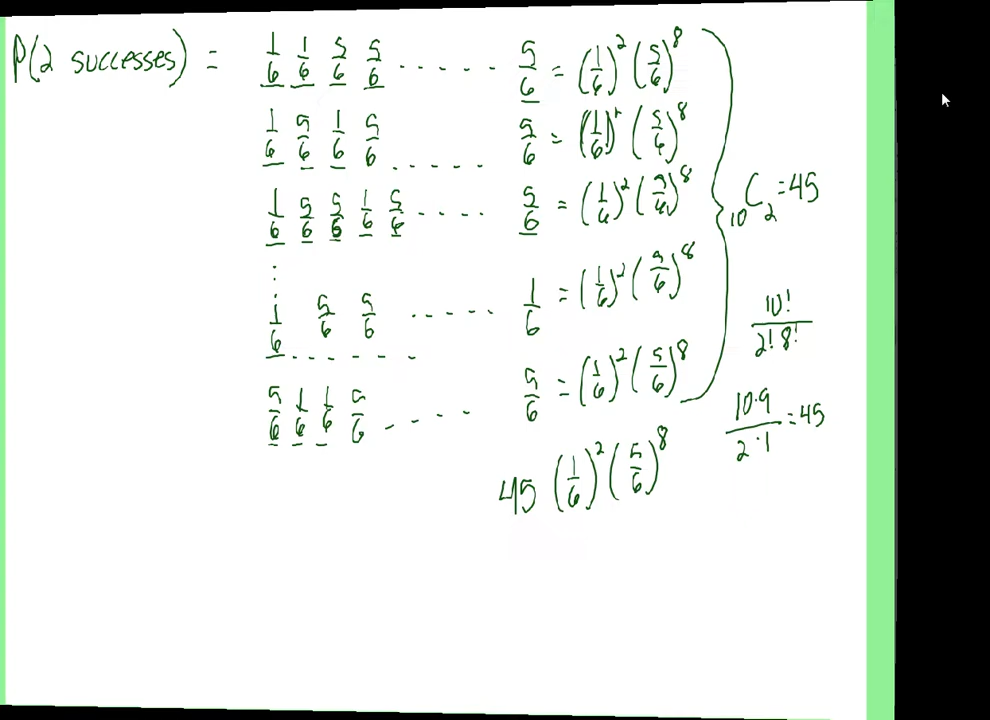 P(2 successes) = 1/6 1/6 5/6 5/6 ...... 5/6 = (1/6)^2 (5/6)^8
1/6 5/6 1/6 5/6 ...... 5/6 = (1/6)^2 (5/6)^8
1/6 5/6 5/6 1/6 5/6 .... 5/6 = (1/6)^2 (5/6)^8
10C2 = 45
⋮
1/6 5/6 5/6 ..... 1/6 = (1/6)^2 (5/6)^8
10!/2!8!
5/6 1/6 1/6 5/6 .... 5/6 = (1/6)^2 (5/6)^8
10·9/2·1 = 45
45 (1/6)^2 (5/6)^8